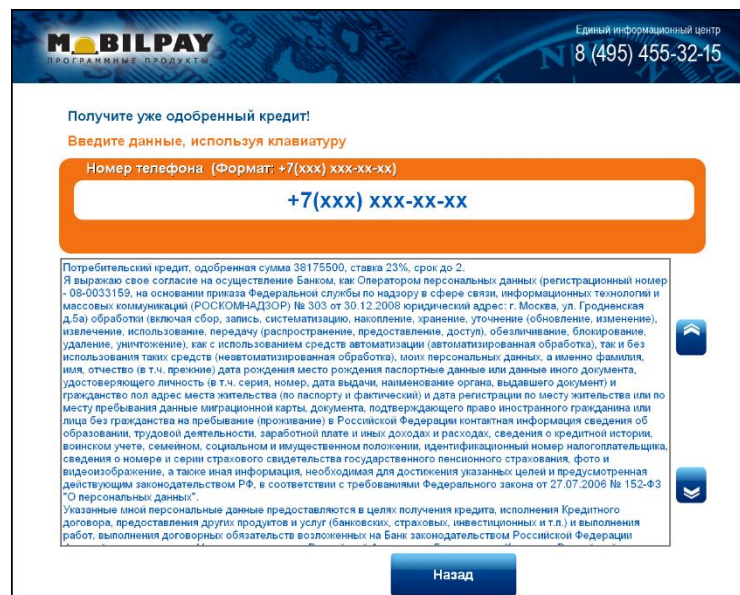 MOBILPAY
ПРОГРАММНЫЕ ПРОДУКТЫ
Единый информационный центр
8 (495) 455-32-15
Получите уже одобренный кредит!
Введите данные, используя клавиатуру
Номер телефона (Формат: +7(xxx) xxx-xx-xx)
+7(xxx) xxx-xx-xx
Потребительский кредит, одобренная сумма 38175500, ставка 23%, срок до 2.
Я выражаю свое согласие на осуществление Банком, как Оператором персональных данных (регистрационный номер
- 08-0033159, на основании приказа Федеральной службы по надзору в сфере связи, информационных технологий и
массовых коммуникаций (РОСКОМНАДЗОР) № 303 от 30.12.2008 юридический адрес: г. Москва, ул. Гродненская
д.5а) обработки (включая сбор, запись, систематизацию, накопление, хранение, уточнение (обновление, изменение),
извлечение, использование, передачу (распространение, предоставление, доступ), обезличивание, блокирование,
удаление, уничтожение), как с использованием средств автоматизации (автоматизированная обработка), так и без
использования таких средств (неавтоматизированная обработка), моих персональных данных, а именно фамилия,
имя, отчество (в т.ч. прежние) дата рождения место рождения паспортные данные или данные иного документа,
удостоверяющего личность (в т.ч. серия, номер, дата выдачи, наименование органа, выдавшего документ) и
гражданство пол адрес места жительства (по паспорту и фактический) и дата регистрации по месту жительства или по
месту пребывания данные миграционной карты, документа, подтверждающего право иностранного гражданина или
лица без гражданства на пребывание (проживание) в Российской Федерации контактная информация сведения об
образовании, трудовой деятельности, заработной плате и иных доходах и расходах, сведения о кредитной истории,
воинском учете, семейном, социальном и имущественном положении, идентификационный номер налогоплательщика,
сведения о номере и серии страхового свидетельства государственного пенсионного страхования, фото и
видеоизображение, а также иная информация, необходимая для достижения указанных целей и предусмотренная
действующим законодательством РФ, в соответствии с требованиями Федерального закона от 27.07.2006 № 152-ФЗ
"О персональных данных".
Указанные мной персональные данные предоставляются в целях получения кредита, исполнения Кредитного
договора, предоставления других продуктов и услуг (банковских, страховых, инвестиционных и т.п.) и выполнения
работ, выполнения договорных обязательств возложенных на Банк законодательством Российской Федерации
Назад